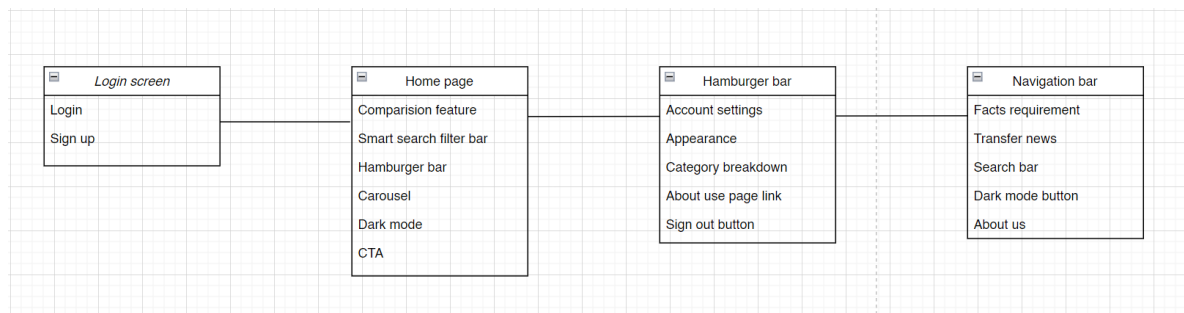 Login screen
Login
Sign up
Home page
Comparision feature
Smart search filter bar
Hamburger bar
Carousel
Dark mode
CTA
Hamburger bar
Account settings
Appearance
Category breakdown
About use page link
Sign out button
Navigation bar
Facts requirement
Transfer news
Search bar
Dark mode button
About us